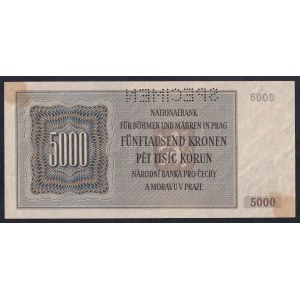 SPECIMEN
5000
NATIONALBANK
FÜR BÖHMEN UND MÄHREN IN PRAG
5000
FÜNFTAUSEND KRONEN
PĚT TISÍC KORUN
NÁRODNÍ BANKA PRO ČECHY
A MORAVU V PRAZE
5000